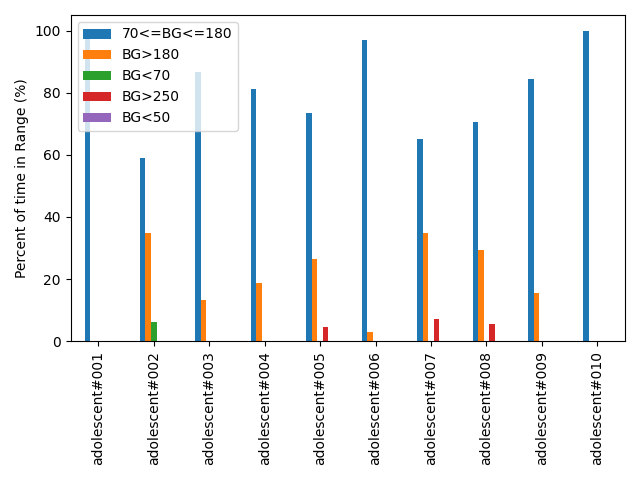 100
80
60
40
20
0
Percent of time in Range (%)
70<=BG<=180
BG>180
BG<70
BG>250
BG<50
adolescent#001
adolescent#002
adolescent#003
adolescent#004
adolescent#005
adolescent#006
adolescent#007
adolescent#008
adolescent#009
adolescent#010